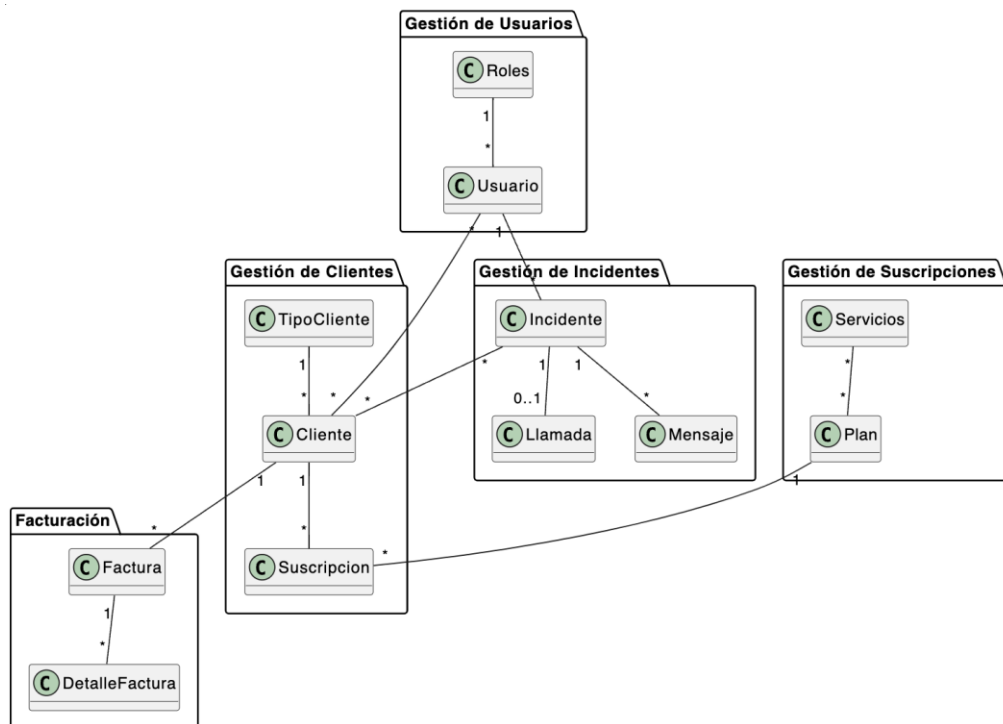 Gestión de Usuarios
C Roles
1
*
C Usuario
* 1
Gestión de Clientes Gestión de Incidentes Gestión de Suscripciones
*
C TipoCliente C Incidente C Servicios
1 * 1 1 *
* * * 0..1 * *
C Cliente C Llamada C Mensaje C Plan
1 1 1
Facturación
* * *
C Factura C Suscripcion
1
*
C DetalleFactura